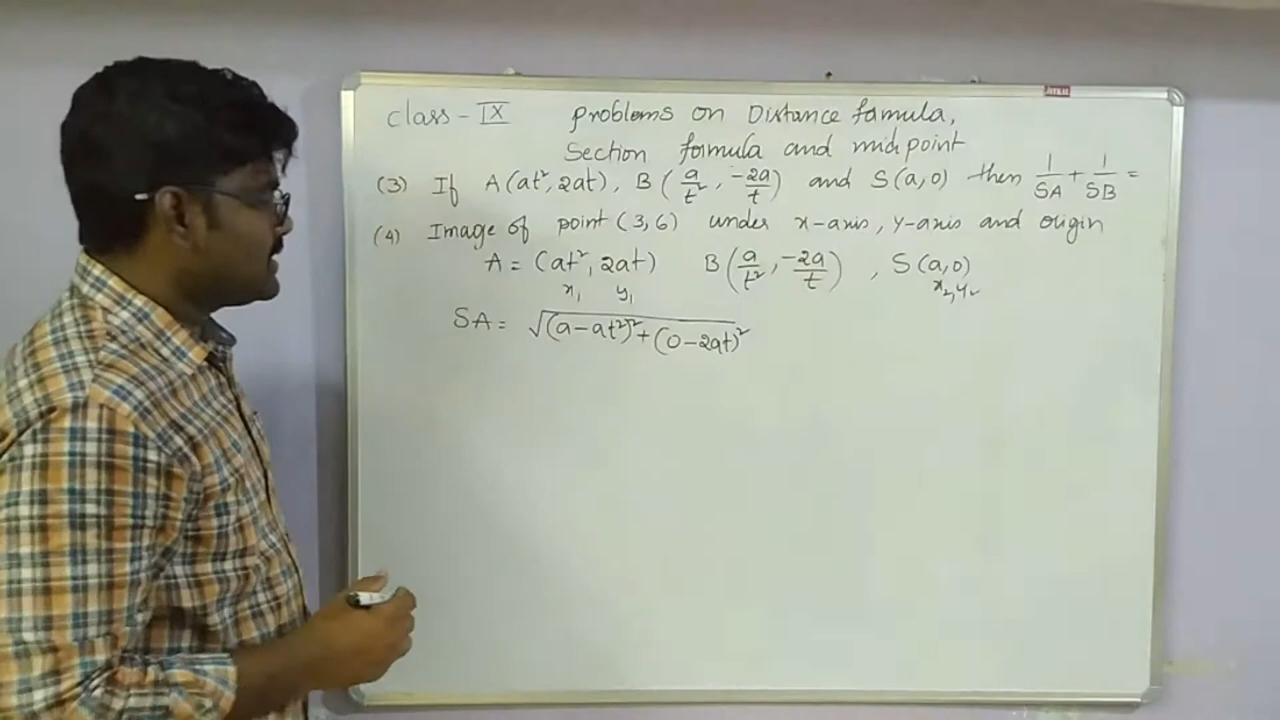 class - IX problems on Distance famula,
Section formula and midpoint
(3) If A(at², 2at), B(a/t², -2a/t) and S(a,0) then 1/SA + 1/SB =
(4) Image of point (3,6) under x-axis, y-axis and origin
A = (at², 2at) B(a/t², -2a/t), S(a,0)
x₁ y₁ x₂,y₂
SA = √(a-at²)²+(0-2at)²